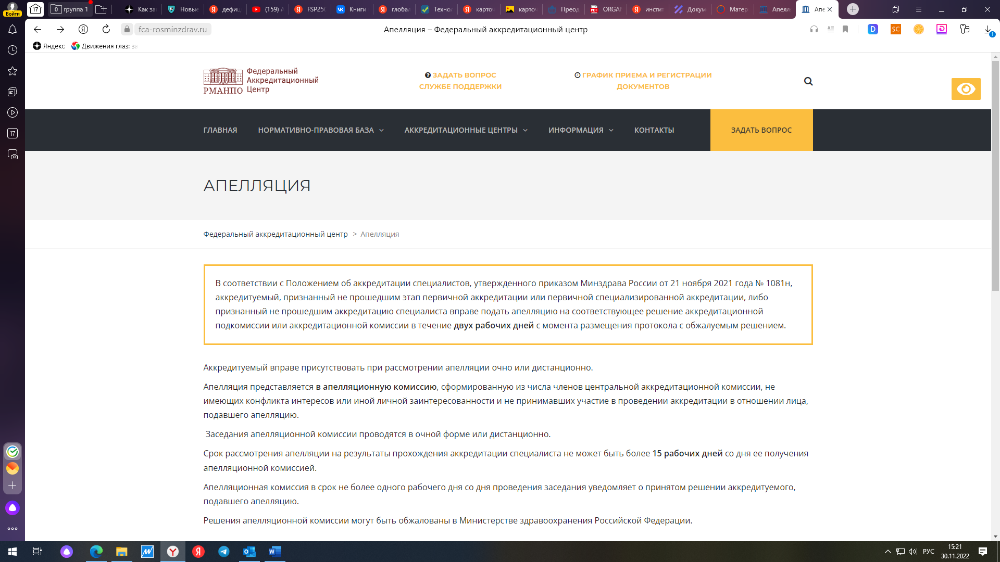 17
0 группа 1
Как за
Новые
дефиц
(159) А
FSP250
Книги
глобал
Технол
карточ
карточ
Преод
ORGAN
инстит
Докум
Матер
Апелл
Апе
Войти
fca-rosminzdrav.ru
Апелляция – Федеральный аккредитационный центр
D
SC
1
Яндекс
Движения глаз: за
17
РМАНПО
Федеральный
Аккредитационный
Центр
ЗАДАТЬ ВОПРОС
СЛУЖБЕ ПОДДЕРЖКИ
ГРАФИК ПРИЕМА И РЕГИСТРАЦИИ
ДОКУМЕНТОВ
ГЛАВНАЯ НОРМАТИВНО-ПРАВОВАЯ БАЗА АККРЕДИТАЦИОННЫЕ ЦЕНТРЫ ИНФОРМАЦИЯ КОНТАКТЫ ЗАДАТЬ ВОПРОС
АПЕЛЛЯЦИЯ
Федеральный аккредитационный центр > Апелляция
В соответствии с Положением об аккредитации специалистов, утвержденного приказом Минздрава России от 21 ноября 2021 года № 1081н,
аккредитуемый, признанный не прошедшим этап первичной аккредитации или первичной специализированной аккредитации, либо
признанный не прошедшим аккредитацию специалиста вправе подать апелляцию на соответствующее решение аккредитационной
подкомиссии или аккредитационной комиссии в течение двух рабочих дней с момента размещения протокола с обжалуемым решением.
Аккредитуемый вправе присутствовать при рассмотрении апелляции очно или дистанционно.
Апелляция представляется в апелляционную комиссию, сформированную из числа членов центральной аккредитационной комиссии, не
имеющих конфликта интересов или иной личной заинтересованности и не принимавших участие в проведении аккредитации в отношении лица,
подавшего апелляцию.
Заседания апелляционной комиссии проводятся в очной форме или дистанционно.
Срок рассмотрения апелляции на результаты прохождения аккредитации специалиста не может быть более 15 рабочих дней со дня ее получения
апелляционной комиссией.
Апелляционная комиссия в срок не более одного рабочего дня со дня проведения заседания уведомляет о принятом решении аккредитуемого,
подавшего апелляцию.
Решения апелляционной комиссии могут быть обжалованы в Министерстве здравоохранения Российской Федерации.
РУС
15:21
30.11.2022